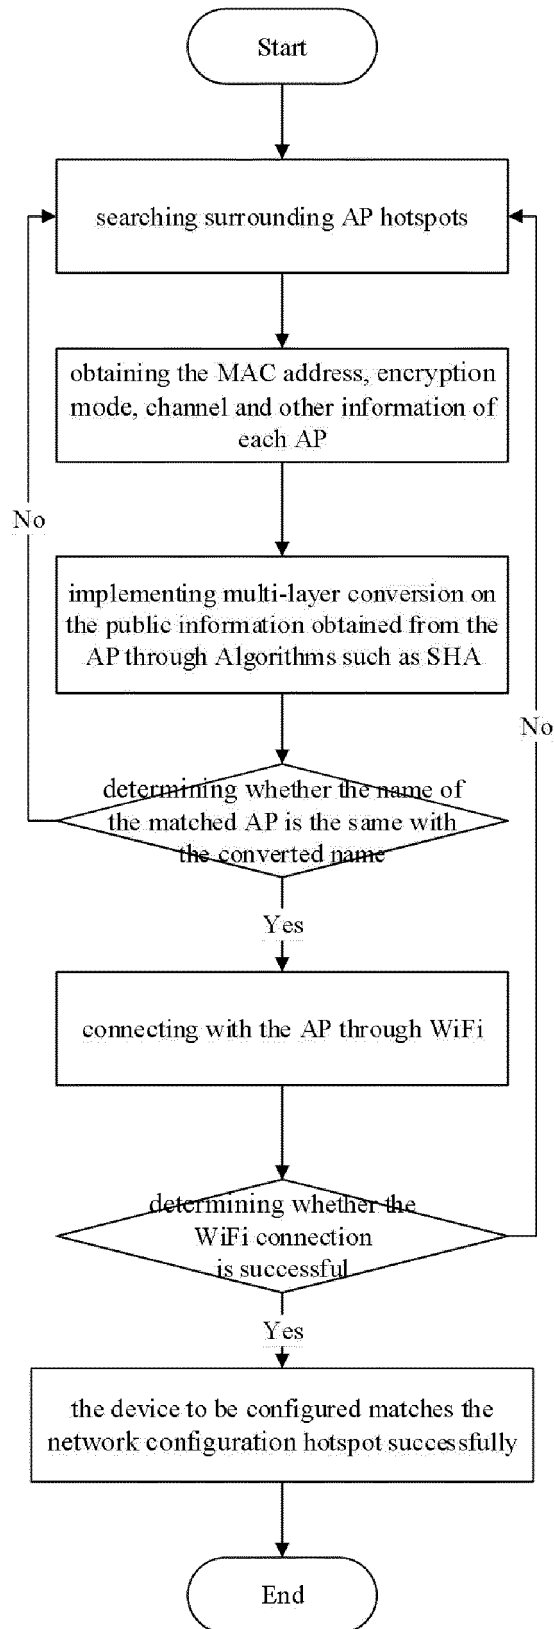 Start
searching surrounding AP hotspots
obtaining the MAC address, encryption
mode, channel and other information of
each AP
No
implementing multi-layer conversion on
the public information obtained from the
AP through Algorithms such as SHA
No
determining whether the name of
the matched AP is the same with
the converted name
Yes
connecting with the AP through WiFi
determining whether the
WiFi connection
is successful
Yes
the device to be configured matches the
network configuration hotspot successfully
End